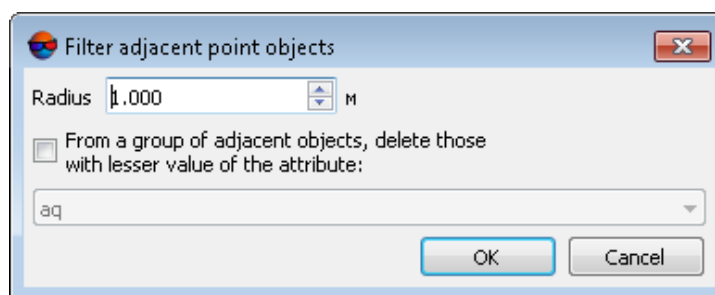 Filter adjacent point objects
Radius 1.000 м
From a group of adjacent objects, delete those
with lesser value of the attribute:
aq
OK Cancel